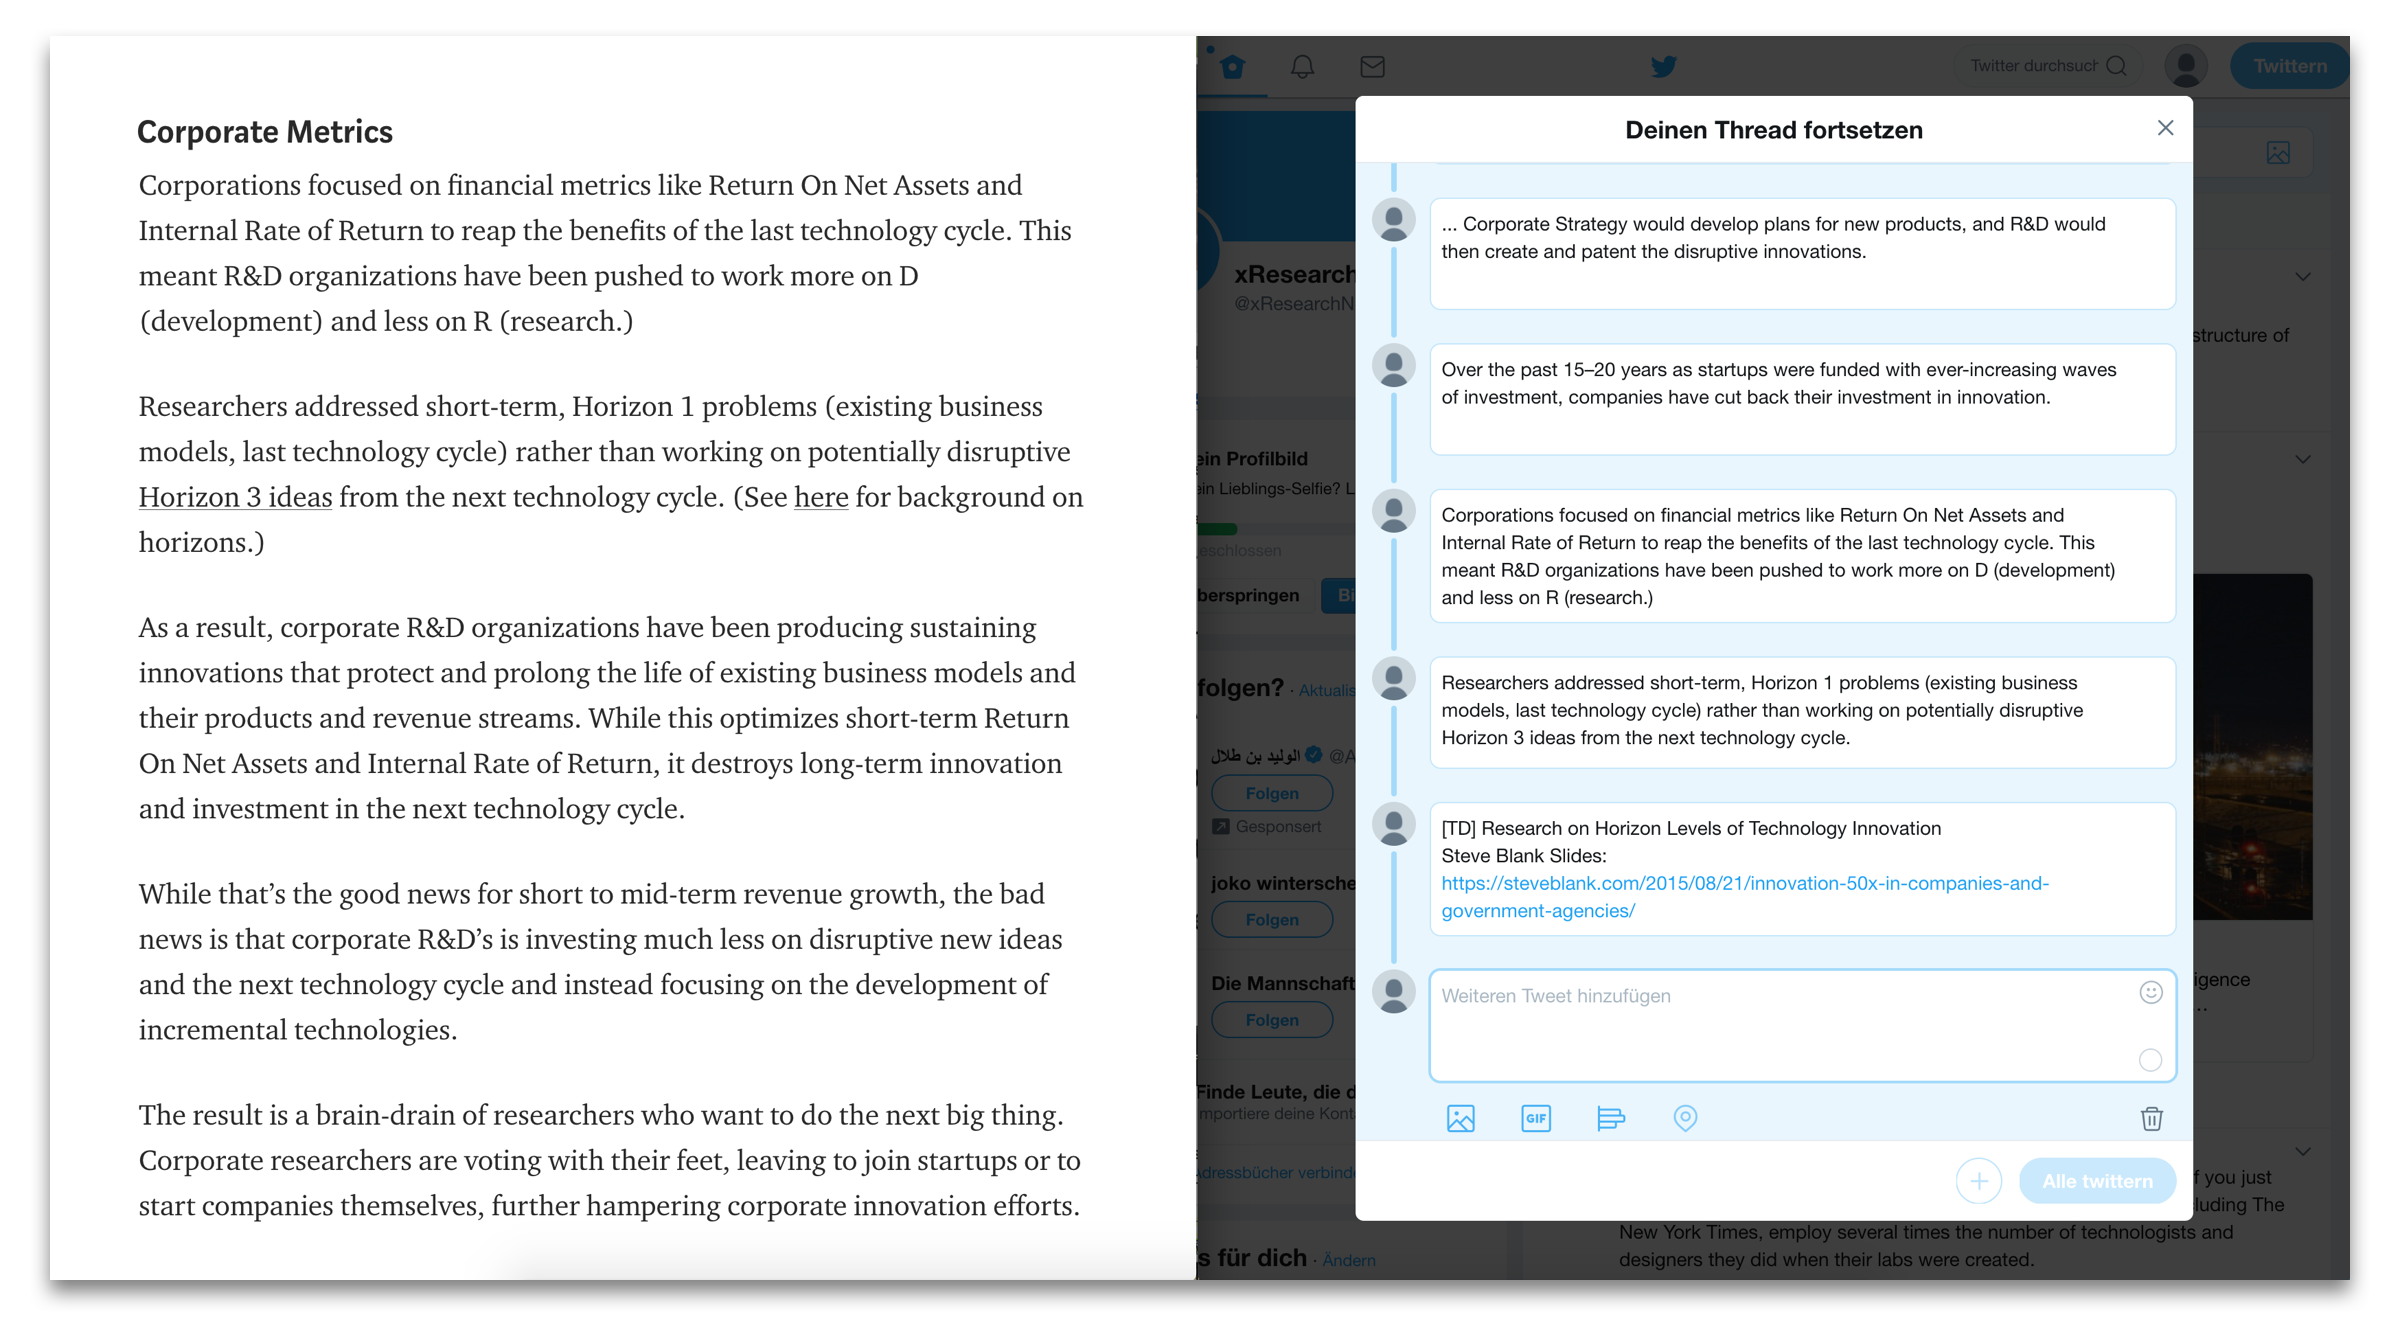 Corporate Metrics
Corporations focused on financial metrics like Return On Net Assets and
Internal Rate of Return to reap the benefits of the last technology cycle. This
meant R&D organizations have been pushed to work more on D
(development) and less on R (research.)
Researchers addressed short-term, Horizon 1 problems (existing business
models, last technology cycle) rather than working on potentially disruptive
Horizon 3 ideas from the next technology cycle. (See here for background on
horizons.)
As a result, corporate R&D organizations have been producing sustaining
innovations that protect and prolong the life of existing business models and
their products and revenue streams. While this optimizes short-term Return
On Net Assets and Internal Rate of Return, it destroys long-term innovation
and investment in the next technology cycle.
While that’s the good news for short to mid-term revenue growth, the bad
news is that corporate R&D’s is investing much less on disruptive new ideas
and the next technology cycle and instead focusing on the development of
incremental technologies.
The result is a brain-drain of researchers who want to do the next big thing.
Corporate researchers are voting with their feet, leaving to join startups or to
start companies themselves, further hampering corporate innovation efforts.
Twitter durchsuch
Twittern
xResearch
@xResearchN
ein Profilbild
ein Lieblings-Selfie? L
eschlossen
berspringen
Bi
folgen? · Aktualis
الوليد بن طلال @A
Folgen
Gesponsert
joko wintersche
Folgen
Die Mannschaft
Folgen
Finde Leute, die d
mportiere deine Kont
dressbücher verbinde
s für dich · Ändern
Deinen Thread fortsetzen
... Corporate Strategy would develop plans for new products, and R&D would
then create and patent the disruptive innovations.
Over the past 15–20 years as startups were funded with ever-increasing waves
of investment, companies have cut back their investment in innovation.
Corporations focused on financial metrics like Return On Net Assets and
Internal Rate of Return to reap the benefits of the last technology cycle. This
meant R&D organizations have been pushed to work more on D (development)
and less on R (research.)
Researchers addressed short-term, Horizon 1 problems (existing business
models, last technology cycle) rather than working on potentially disruptive
Horizon 3 ideas from the next technology cycle.
[TD] Research on Horizon Levels of Technology Innovation
Steve Blank Slides:
https://steveblank.com/2015/08/21/innovation-50x-in-companies-and-
government-agencies/
Weiteren Tweet hinzufügen
GIF
Alle twittern
structure of
igence
..
f you just
luding The
New York Times, employ several times the number of technologists and
designers they did when their labs were created.